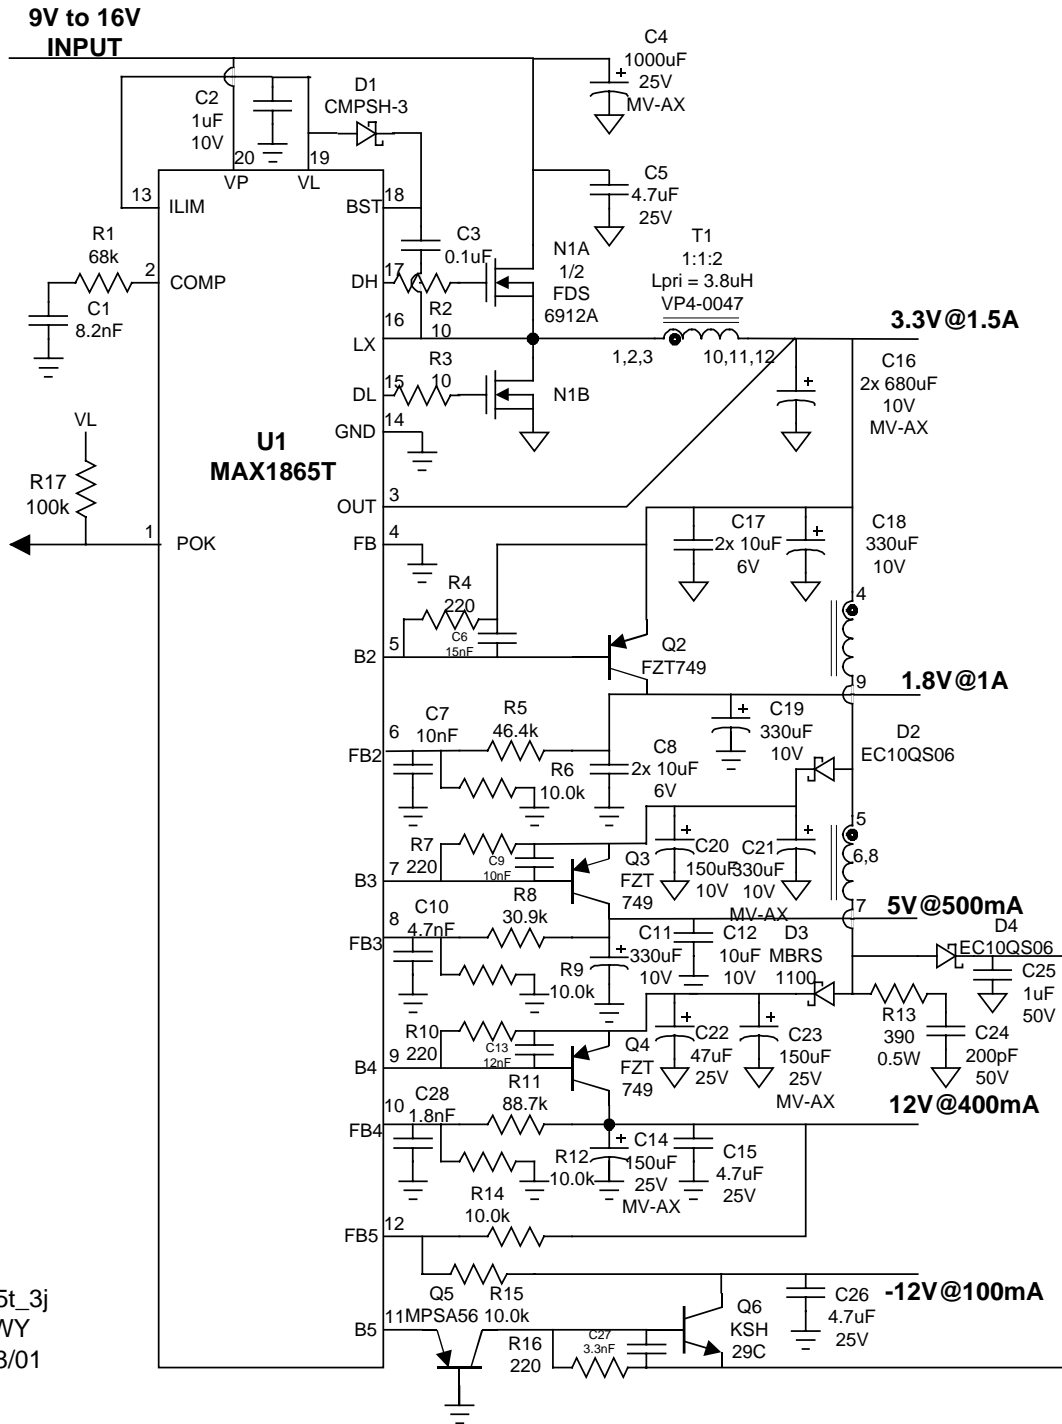 9V to 16V
INPUT
C4
1000uF
25V
MV-AX
D1
CMPSH-3
C2
1uF
10V
20
19
VP
VL
C5
4.7uF
25V
13
ILIM
18
BST
R1
68k
2
COMP
C1
8.2nF
C3
0.1uF
17
DH
R2
10
N1A
1/2
FDS
6912A
T1
1:1:2
Lpri = 3.8uH
VP4-0047
16
LX
1,2,3
10,11,12
3.3V@1.5A
R3
10
15
DL
N1B
C16
2x 680uF
10V
MV-AX
14
GND
VL
R17
100k
U1
MAX1865T
3
OUT
1
POK
4
FB
C17
2x 10uF
6V
C18
330uF
10V
R4
220
C6
15nF
5
B2
Q2
FZT749
4
9
1.8V@1A
6
FB2
C7
10nF
R5
46.4k
R6
10.0k
C8
2x 10uF
6V
C19
330uF
10V
D2
EC10QS06
R7
220
7
B3
C9
10nF
Q3
FZT
749
C20
150uF
10V
C21
330uF
10V
MV-AX
5
6,8
7
5V@500mA
8
FB3
C10
4.7nF
R8
30.9k
R9
10.0k
C11
330uF
10V
C12
10uF
10V
D3
MBRS
1100
D4
EC10QS06
C25
1uF
50V
R10
220
9
B4
C13
12nF
Q4
FZT
749
C22
47uF
25V
C23
150uF
25V
MV-AX
R13
390
0.5W
C24
200pF
50V
12V@400mA
10
FB4
C28
1.8nF
R11
88.7k
R12
10.0k
C14
150uF
25V
MV-AX
C15
4.7uF
25V
12
FB5
R14
10.0k
R15
10.0k
-12V@100mA
C26
4.7uF
25V
11
B5
Q5
MPSA56
R16
220
C27
3.3nF
Q6
KSH
29C
5t_3j
WY
3/01